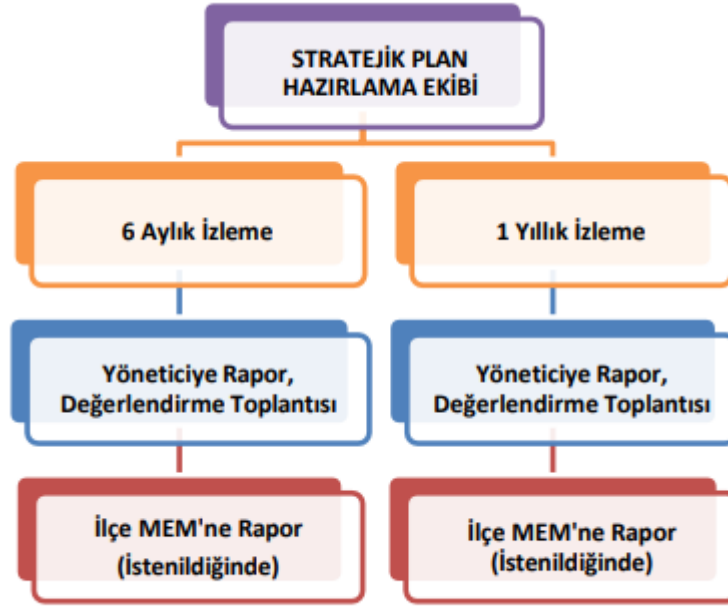 STRATEJİK PLAN
HAZIRLAMA EKİBİ
6 Aylık İzleme
1 Yıllık İzleme
Yöneticiye Rapor,
Değerlendirme Toplantısı
Yöneticiye Rapor,
Değerlendirme Toplantısı
İlçe MEM'ne Rapor
(İstenildiğinde)
İlçe MEM'ne Rapor
(İstenildiğinde)